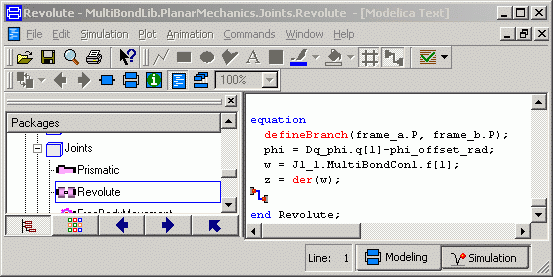 Revolute - MultiBondLib.PlanarMechanics.Joints.Revolute - [Modelica Text]
File Edit Simulation Plot Animation Commands Window Help
100%
Packages
Joints
Prismatic
Revolute
FreeBodyMovement
equation
defineBranch(frame_a.P, frame_b.P);
phi = Dq_phi.q[1]-phi_offset_rad;
w = J1_1.MultiBondCon1.f[1];
z = der(w);
end Revolute;
Line: 1 Modeling Simulation